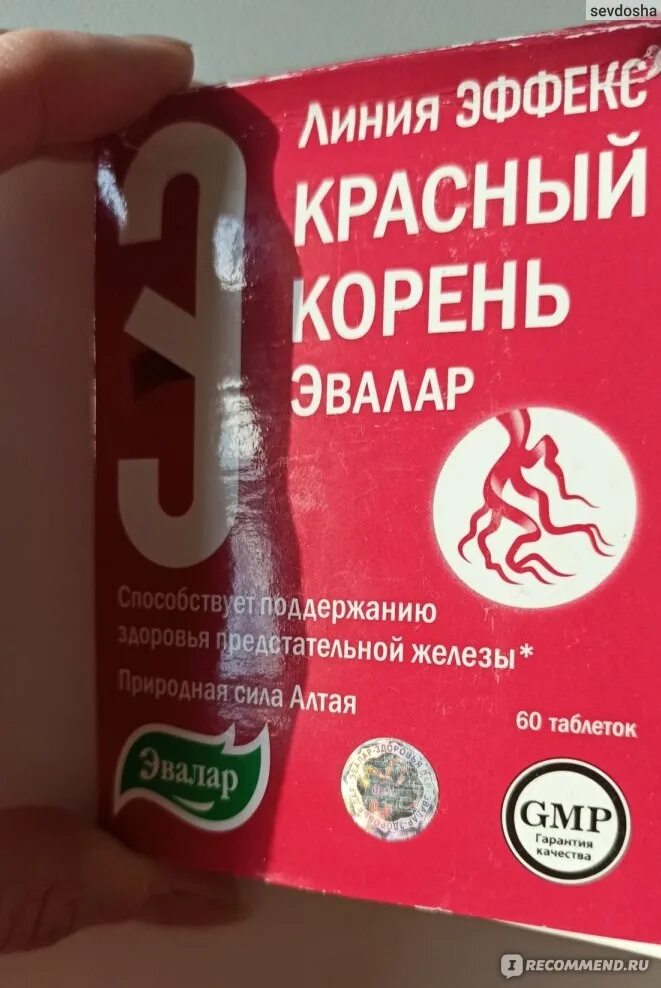 sevdosha
Линия ЭФФЕКС
КРАСНЫЙ
КОРЕНЬ
ЭВАЛАР
Э
Способствует поддержанию
здоровья предстательной железы*
Природная сила Алтая
60 таблеток
Эвалар
GMP
Гарантия
качества
IRECOMMEND.RU